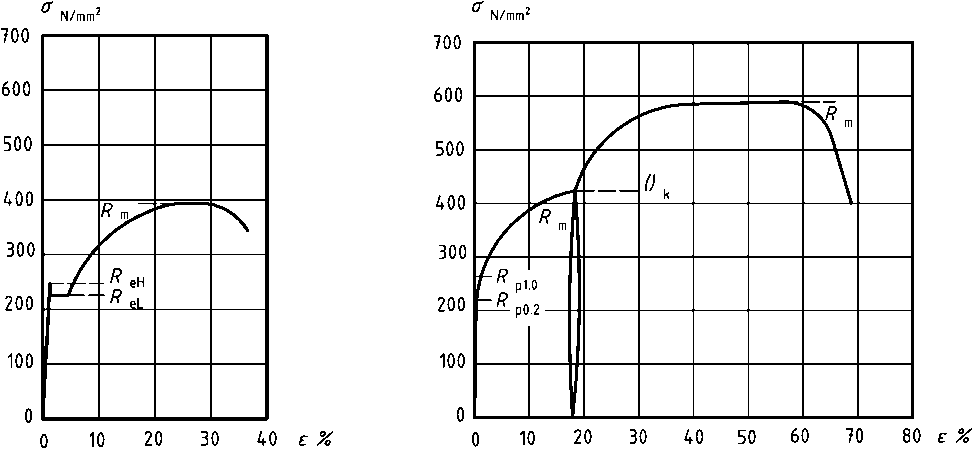 σ N/mm²
700
600
500
400
300
200
100
0
R m
R eH
R eL
0 10 20 30 40 ε %
σ N/mm²
700
600
500
400
300
200
100
0
R m
() k
R m
R p1.0
R p0.2
0 10 20 30 40 50 60 70 80 ε %